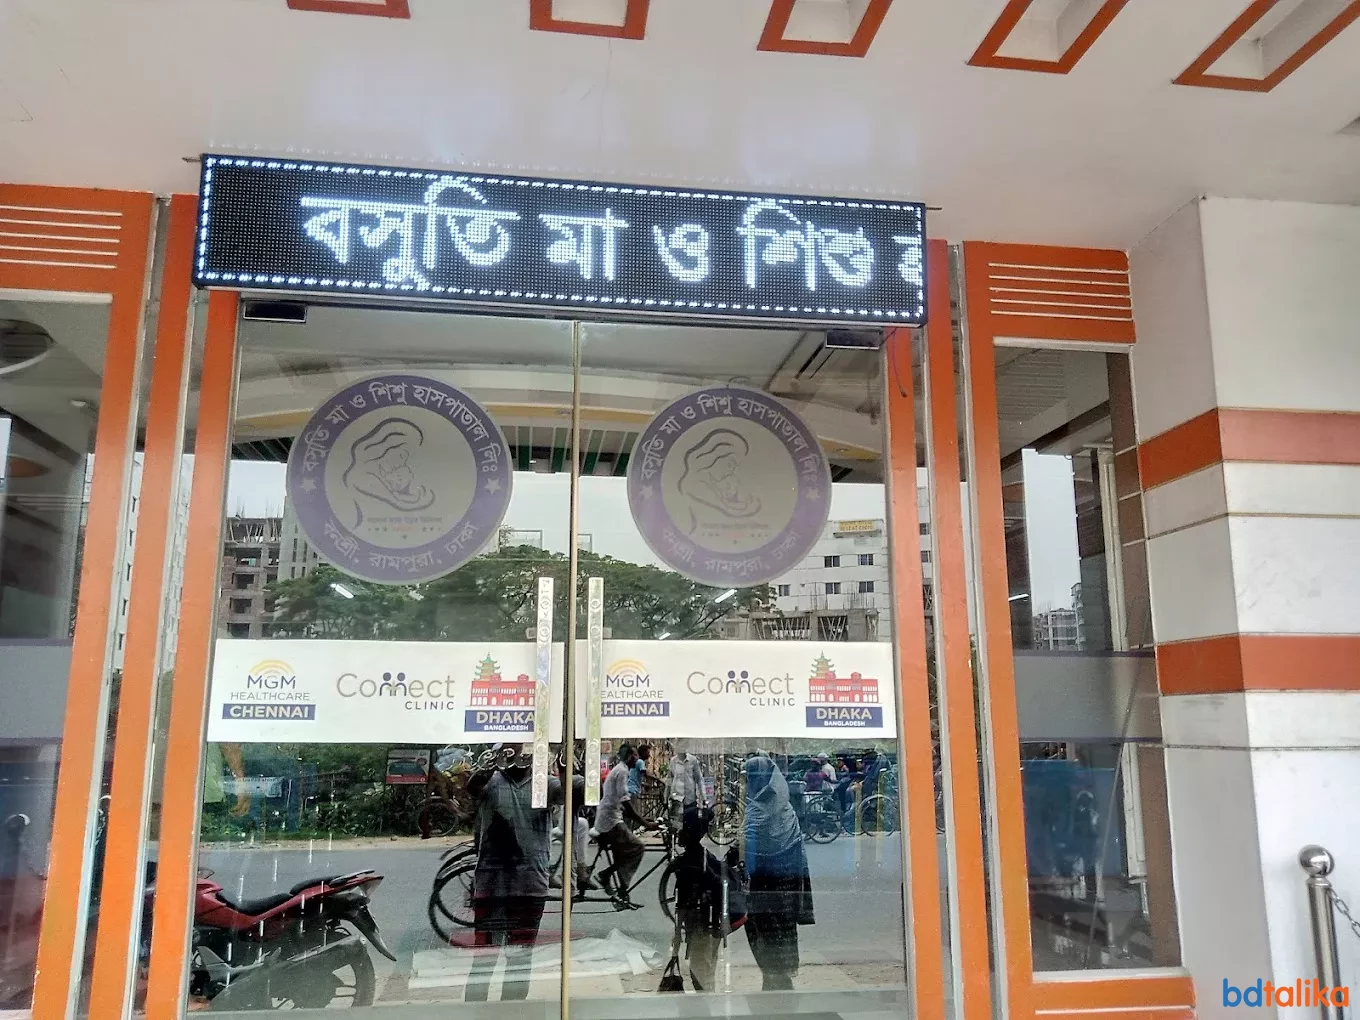 বসুতি মা ও শিশু
বসুতি মা ও শিশু হাসপাতাল লিঃ
বনশ্রী, রামপুরা, ঢাকা
বসুতি মা ও শিশু হাসপাতাল লিঃ
বনশ্রী, রামপুরা, ঢাকা
MGM
HEALTHCARE
CHENNAI
Connect
CLINIC
DHAKA
BANGLADESH
MGM
HEALTHCARE
CHENNAI
Connect
CLINIC
DHAKA
BANGLADESH
bdtalika